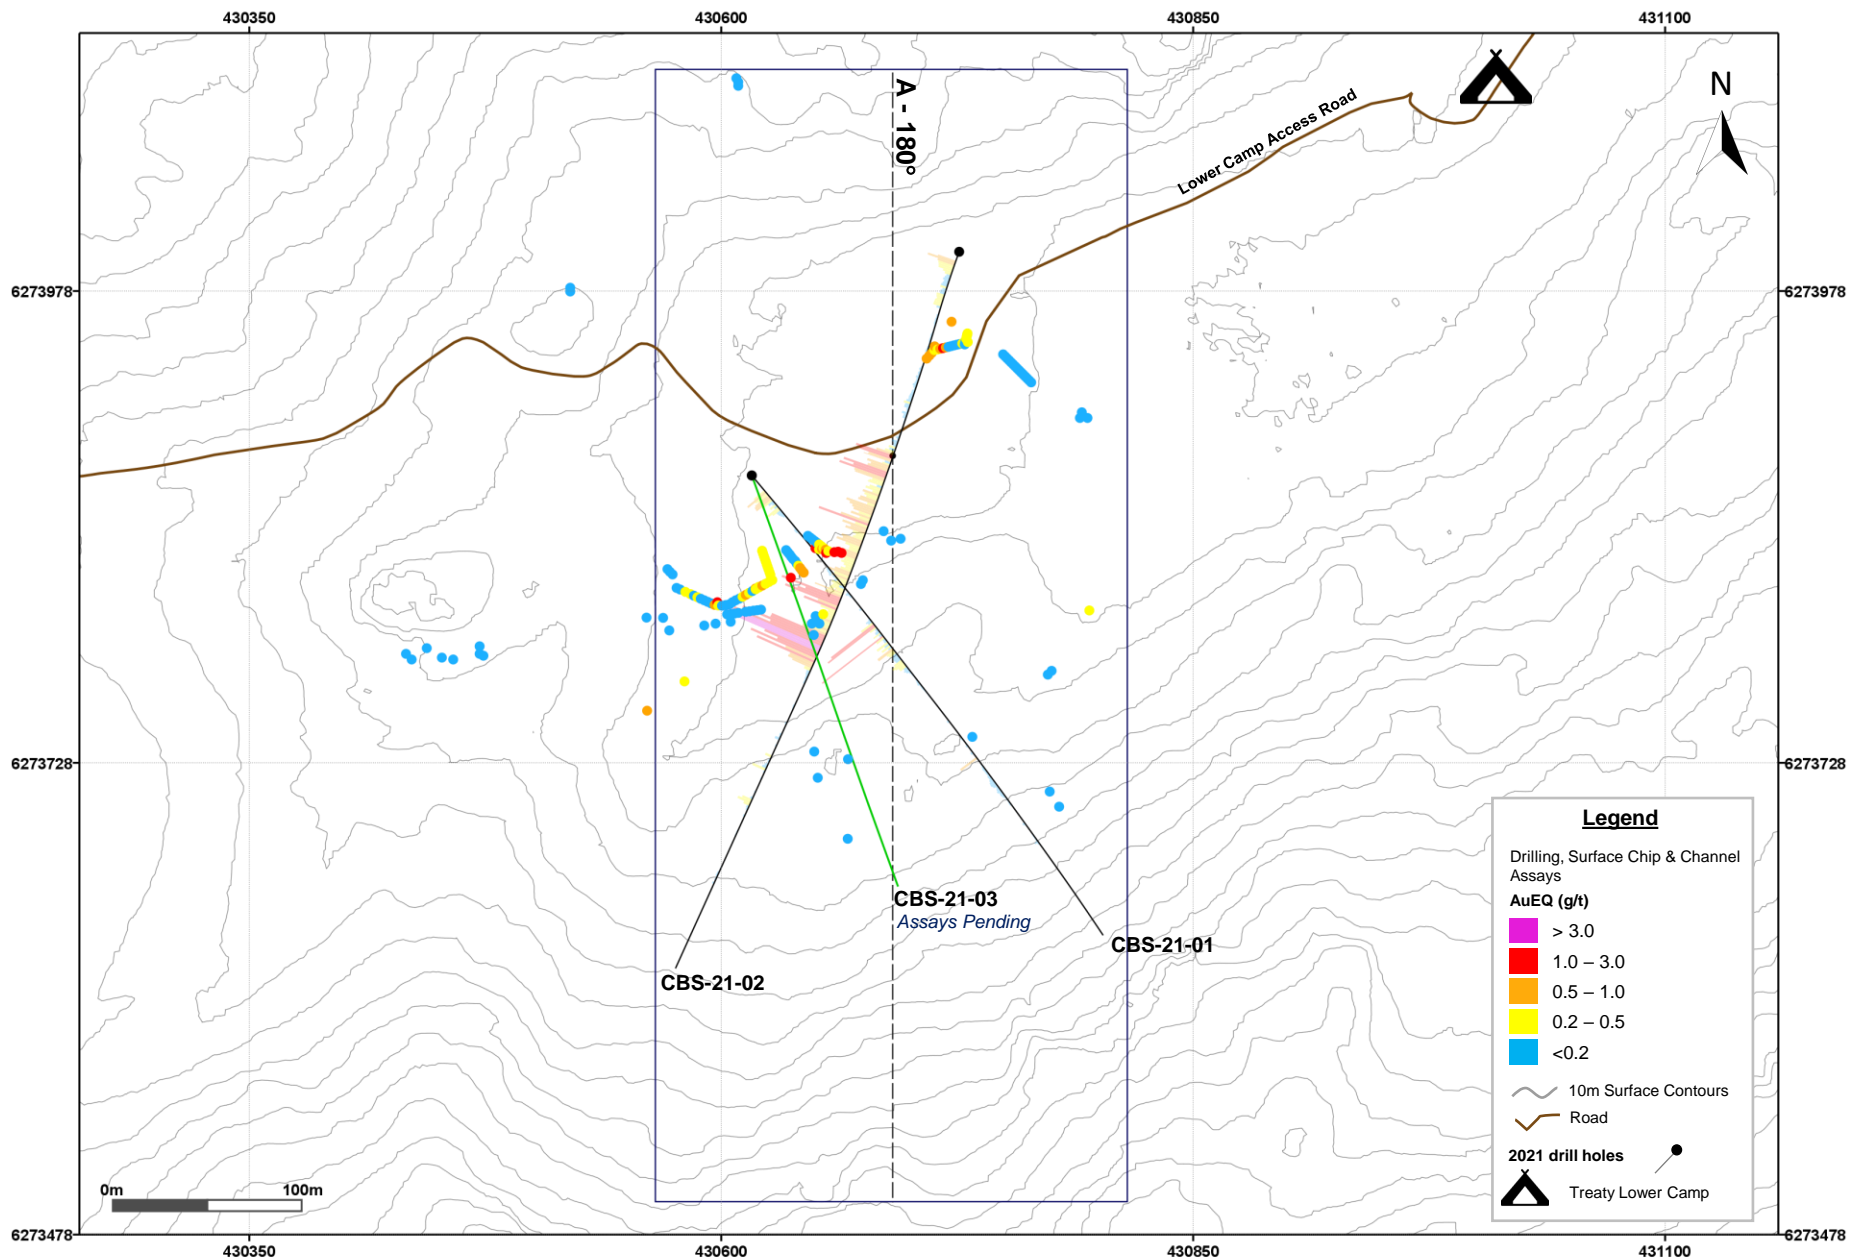 430350 430600 430850 431100
N
A - 180°
Lower Camp Access Road
6273978 6273978
6273728 6273728
CBS-21-03
Assays Pending
CBS-21-01
CBS-21-02
Legend
Drilling, Surface Chip & Channel
Assays
AuEQ (g/t)
> 3.0
1.0 – 3.0
0.5 – 1.0
0.2 – 0.5
<0.2
10m Surface Contours
Road
2021 drill holes
Treaty Lower Camp
0m 100m
6273478 6273478
430350 430600 430850 431100